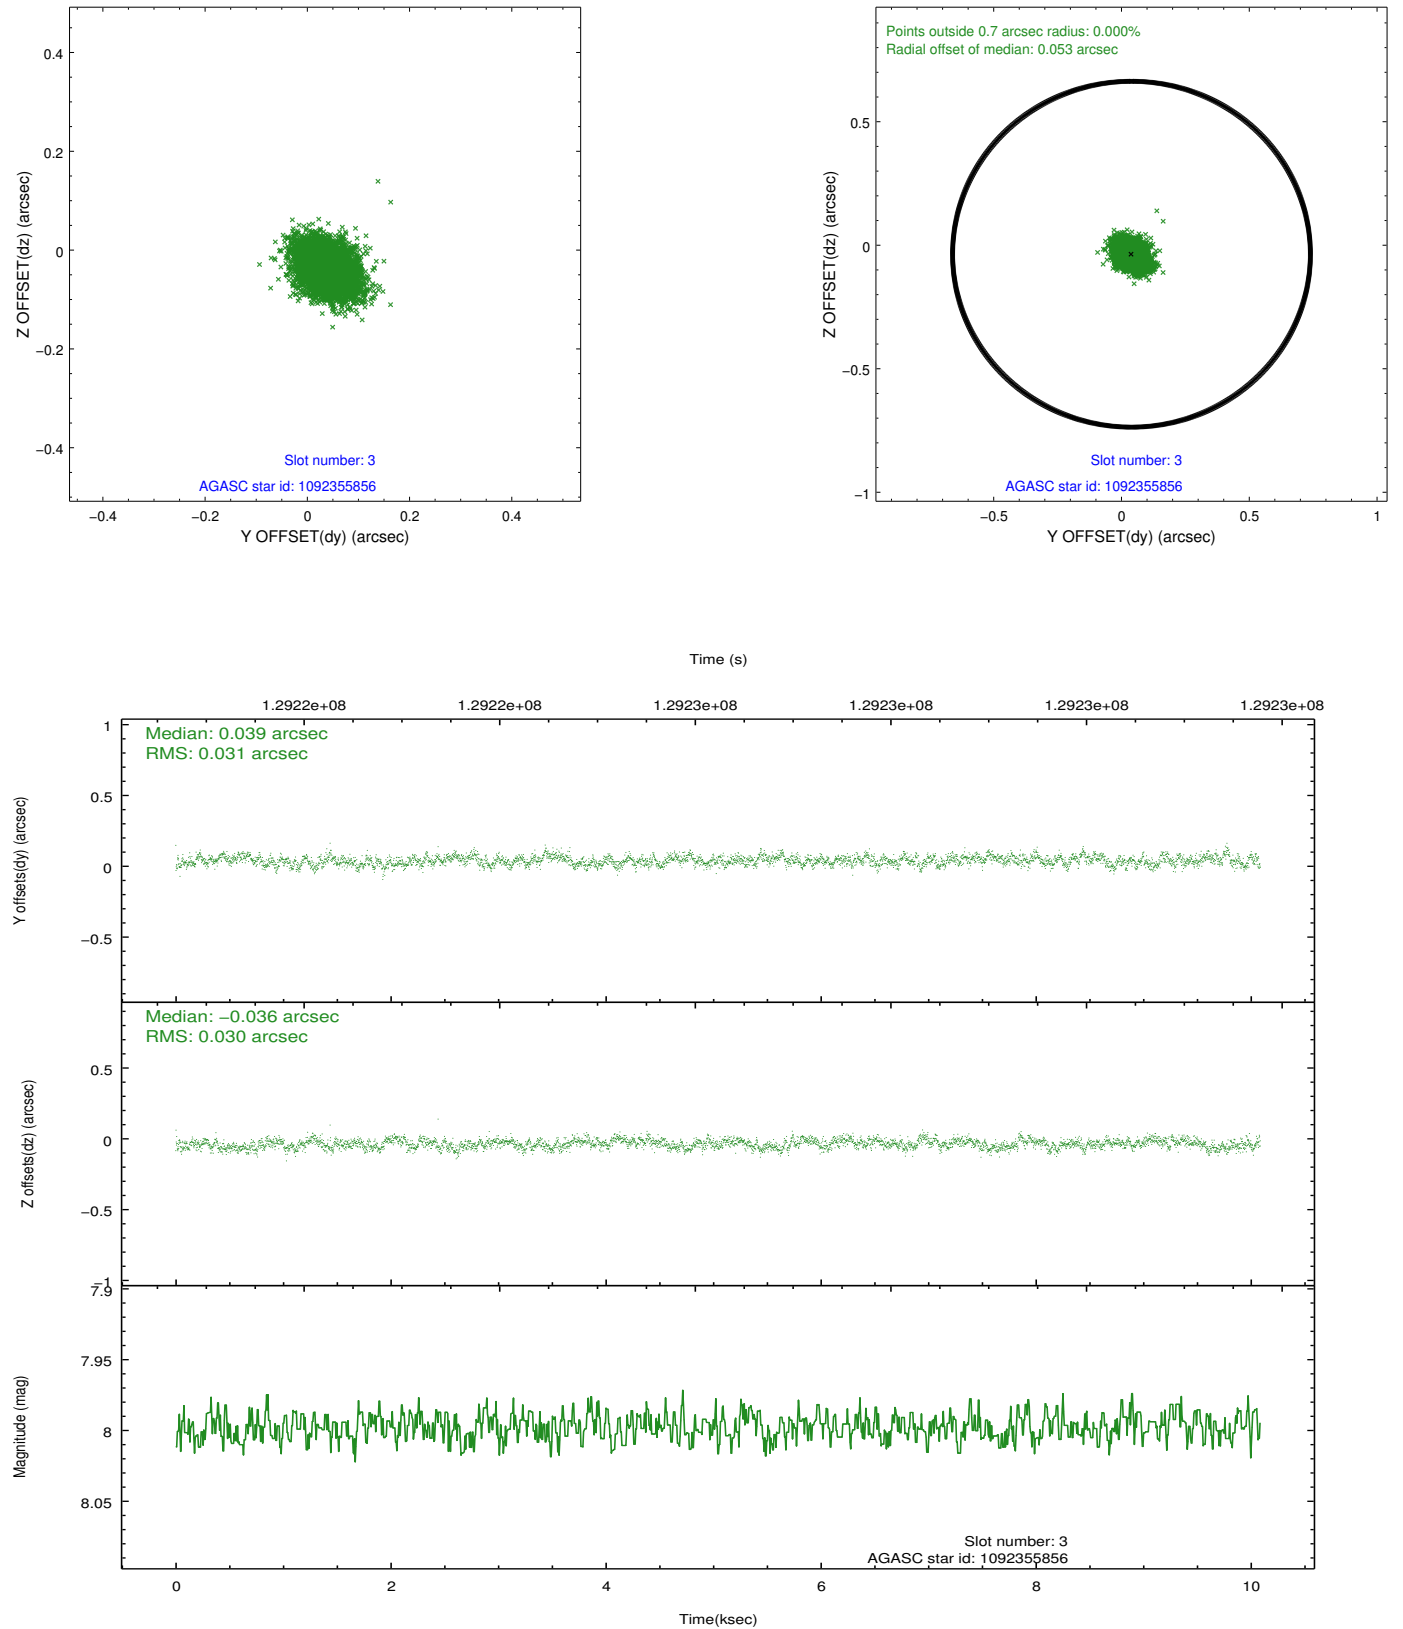 0.4
0.2
0
−0.2
−0.4
Z OFFSET(dz) (arcsec)
Slot number: 3
AGASC star id: 1092355856
−0.4 −0.2 0 0.2 0.4
Y OFFSET(dy) (arcsec)
Points outside 0.7 arcsec radius: 0.000%
Radial offset of median: 0.053 arcsec
0.5
0
−0.5
−1
Z OFFSET(dz) (arcsec)
Slot number: 3
AGASC star id: 1092355856
−0.5 0 0.5 1
Y OFFSET(dy) (arcsec)
Time (s)
1.2922e+08 1.2922e+08 1.2923e+08 1.2923e+08 1.2923e+08 1.2923e+08
Median: 0.039 arcsec
RMS: 0.031 arcsec
1
0.5
0
−0.5
Y offsets(dy) (arcsec)
Median: −0.036 arcsec
RMS: 0.030 arcsec
0.5
0
−0.5
−1
Z offsets(dz) (arcsec)
7.9
7.95
8
8.05
Magnitude (mag)
Slot number: 3
AGASC star id: 1092355856
0 2 4 6 8 10
Time(ksec)